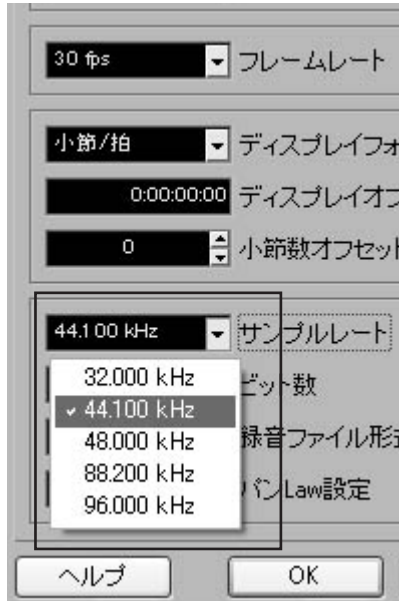 30 fps フレームレート
小節/拍 ディスプレイフォ
0:00:00:00 ディスプレイオフ
0 小節数オフセット
44.100 kHz サンプルレート
32.000 kHz ビット数
✓ 44.100 kHz 録音ファイル形式
48.000 kHz
88.200 kHz パンLaw設定
96.000 kHz
ヘルプ OK